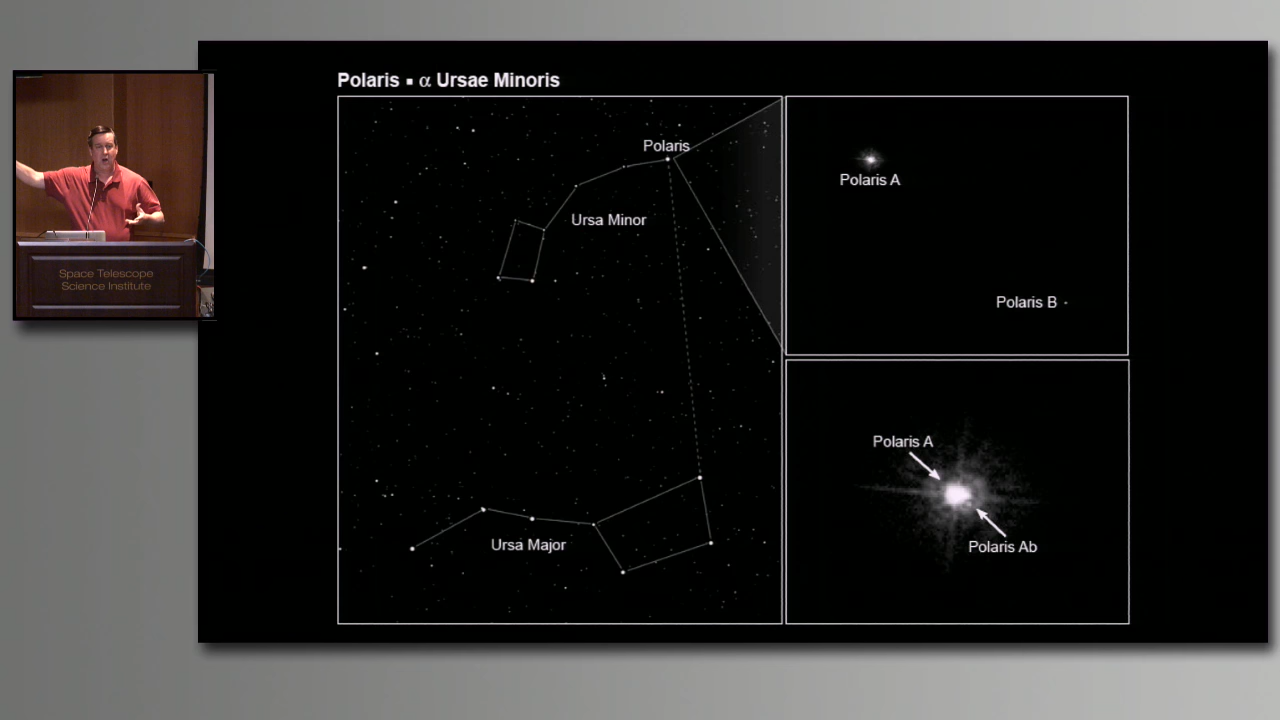 Polaris ▪ α Ursae Minoris
Polaris
Ursa Minor
Ursa Major
Polaris A
Polaris B
Polaris A
Polaris Ab
Space Telescope
Science Institute